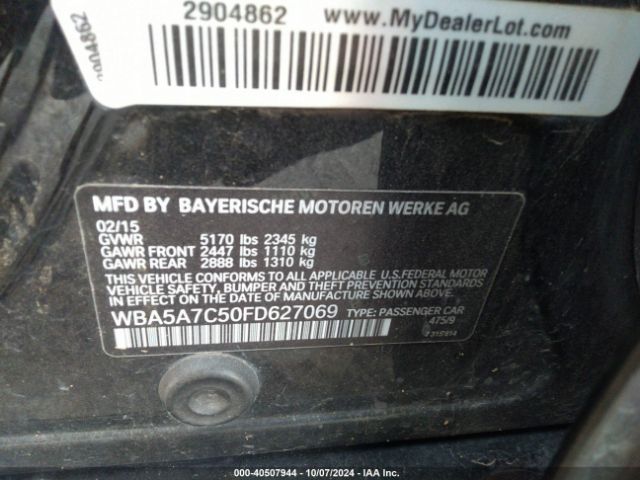 2904862
www.MyDealerLot.com
2904862
MFD BY BAYERISCHE MOTOREN WERKE AG
02/15
GVWR 5170 lbs 2345 kg
GAWR FRONT 2447 lbs 1110 kg
GAWR REAR 2888 lbs 1310 kg
THIS VEHICLE CONFORMS TO ALL APPLICABLE U.S.FEDERAL MOTOR
VEHICLE SAFETY, BUMPER, AND THEFT PREVENTION STANDARDS
IN EFFECT ON THE DATE OF MANUFACTURE SHOWN ABOVE.
WBA5A7C50FD627069 TYPE: PASSENGER CAR
475/9
000-40507944 - 10/07/2024 - IAA Inc.